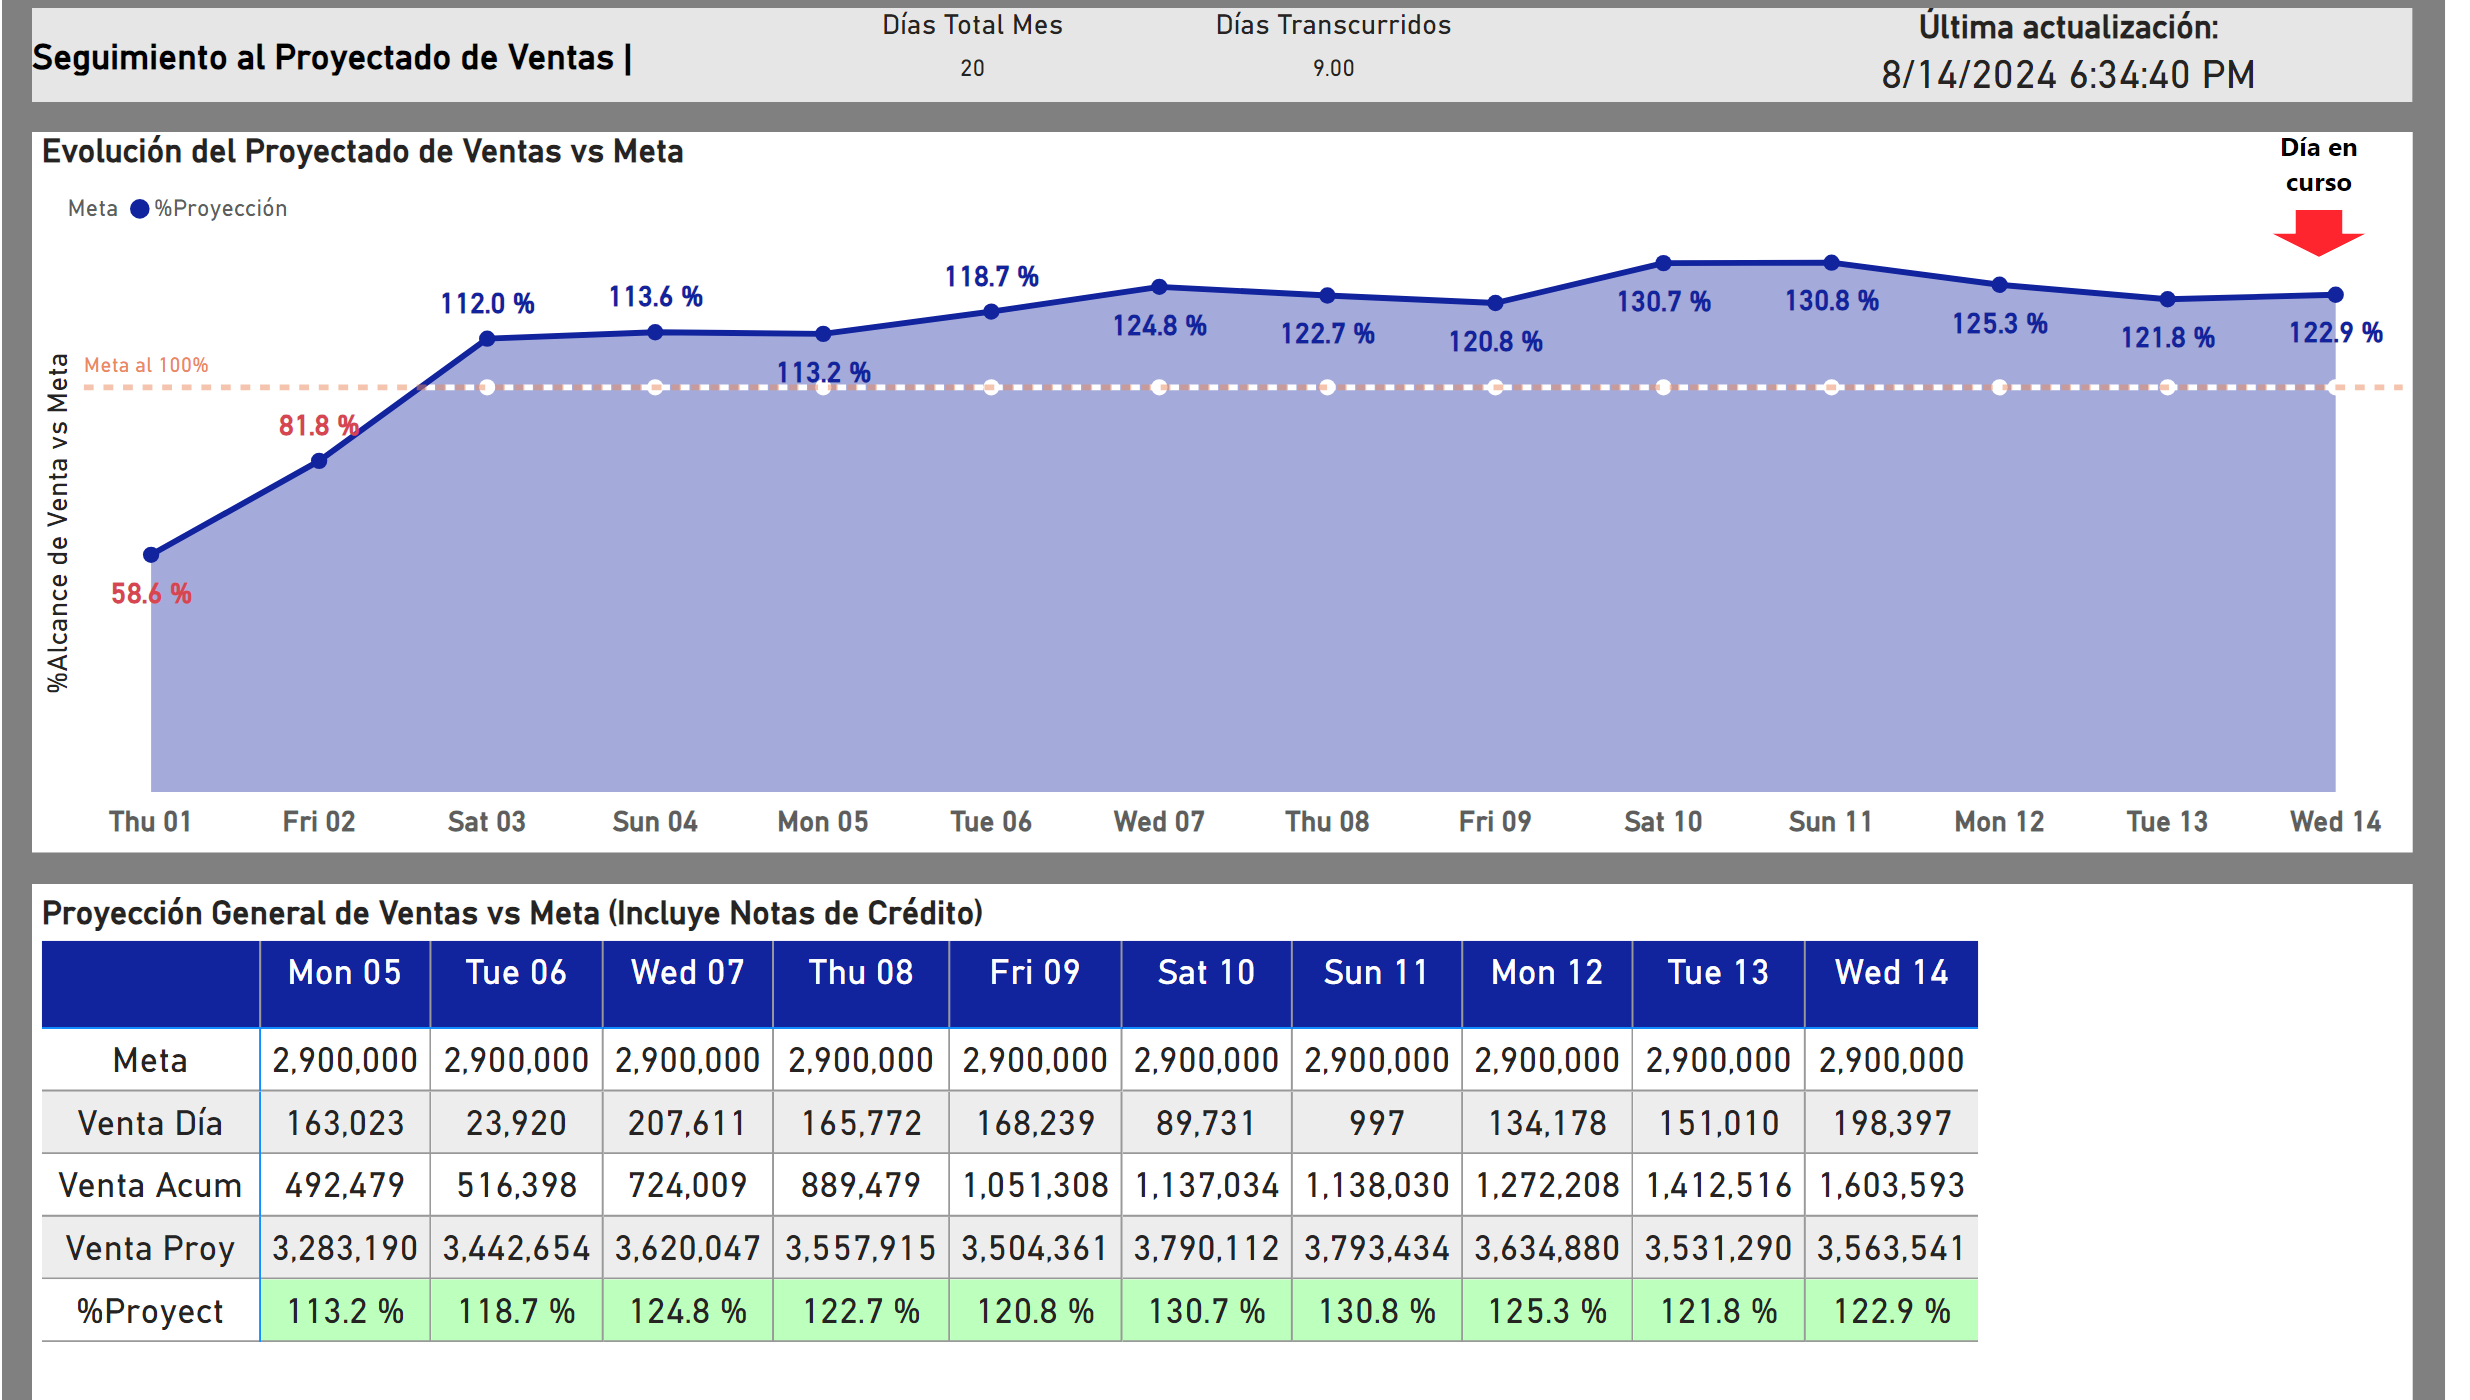 Seguimiento al Proyectado de Ventas |
Días Total Mes
20
Días Transcurridos
9.00
Última actualización:
8/14/2024 6:34:40 PM
Evolución del Proyectado de Ventas vs Meta
Día en
curso
Meta %Proyección
%Alcance de Venta vs Meta
Meta al 100%
58.6 %
81.8 %
112.0 %
113.6 %
113.2 %
118.7 %
124.8 %
122.7 %
120.8 %
130.7 %
130.8 %
125.3 %
121.8 %
122.9 %
Thu 01 Fri 02 Sat 03 Sun 04 Mon 05 Tue 06 Wed 07 Thu 08 Fri 09 Sat 10 Sun 11 Mon 12 Tue 13 Wed 14
Proyección General de Ventas vs Meta (Incluye Notas de Crédito)
Mon 05 Tue 06 Wed 07 Thu 08 Fri 09 Sat 10 Sun 11 Mon 12 Tue 13 Wed 14
Meta 2,900,000 2,900,000 2,900,000 2,900,000 2,900,000 2,900,000 2,900,000 2,900,000 2,900,000 2,900,000
Venta Día 163,023 23,920 207,611 165,772 168,239 89,731 997 134,178 151,010 198,397
Venta Acum 492,479 516,398 724,009 889,479 1,051,308 1,137,034 1,138,030 1,272,208 1,412,516 1,603,593
Venta Proy 3,283,190 3,442,654 3,620,047 3,557,915 3,504,361 3,790,112 3,793,434 3,634,880 3,531,290 3,563,541
%Proyect 113.2 % 118.7 % 124.8 % 122.7 % 120.8 % 130.7 % 130.8 % 125.3 % 121.8 % 122.9 %